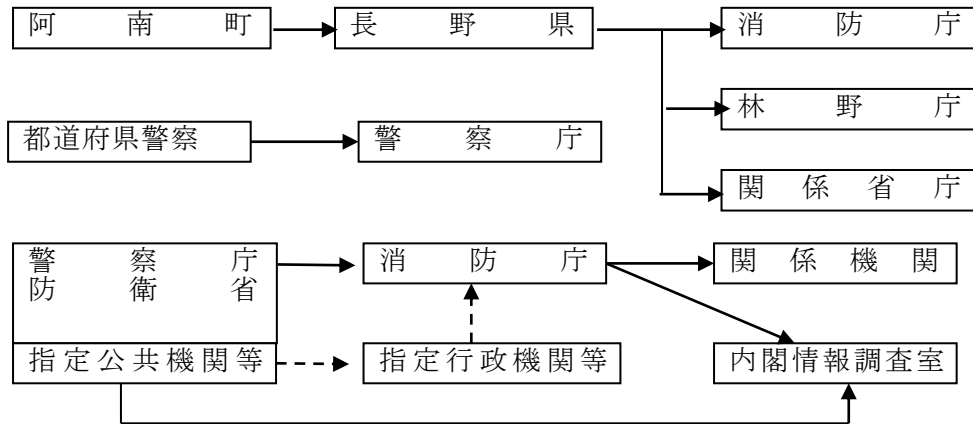 阿南町
長野県
消防庁
林野庁
都道府県警察
警察庁
関係省庁
警察庁
防衛省
消防庁
関係機関
指定公共機関等
指定行政機関等
内閣情報調査室